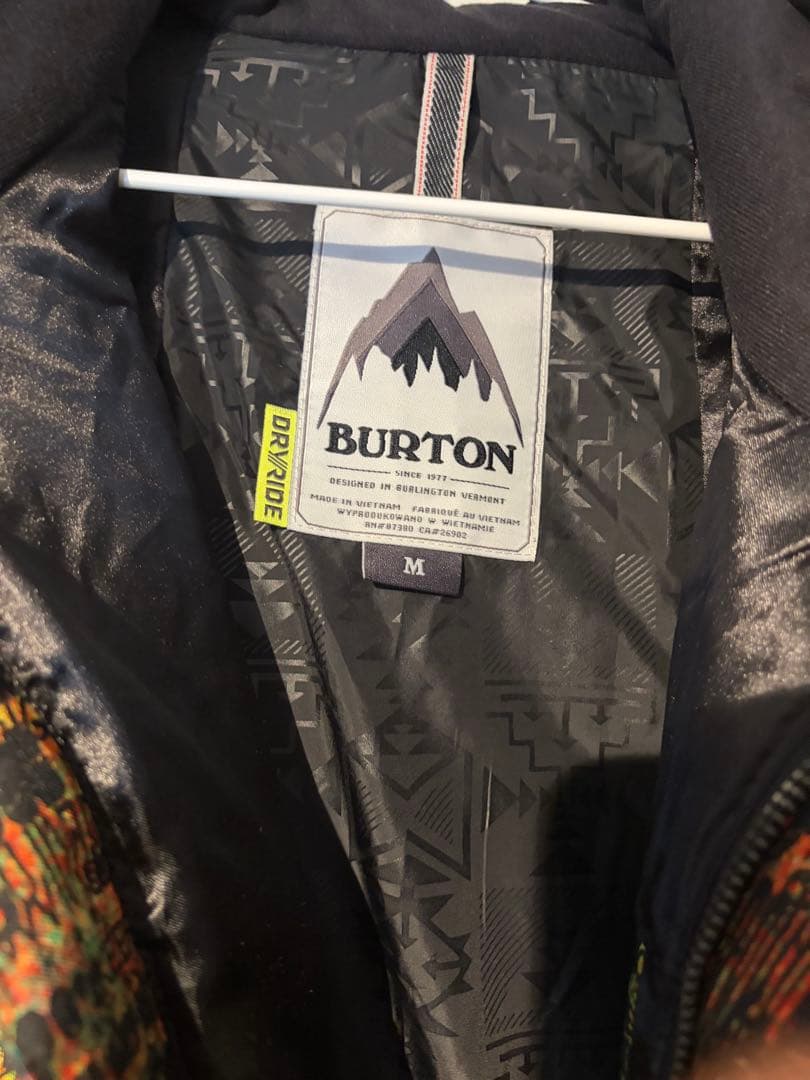 BURTON
SINCE 1977
DESIGNED IN BURLINGTON VERMONT
MADE IN VIETNAM FABRIQUÉ AU VIETNAM
WYPRODUKOWANO W WIETNAMIE
RN#87380 CA#26902
DRYRIDE
M